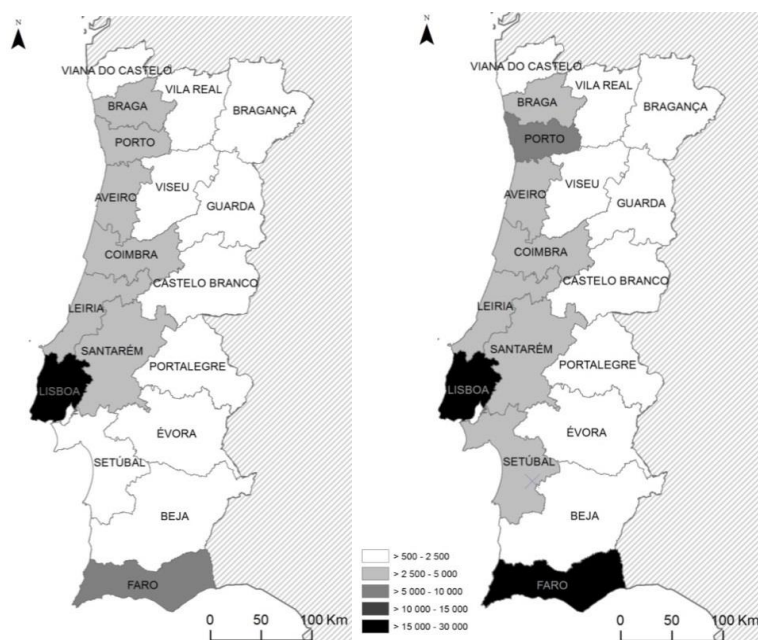 N
VIANA DO CASTELO
VILA REAL
BRAGANÇA
BRAGA
PORTO
VISEU
AVEIRO
GUARDA
COIMBRA
CASTELO BRANCO
LEIRIA
SANTARÉM
PORTALEGRE
LISBOA
ÉVORA
SETÚBAL
BEJA
FARO
0 50 100 Km
N
VIANA DO CASTELO
VILA REAL
BRAGANÇA
BRAGA
PORTO
VISEU
AVEIRO
GUARDA
COIMBRA
CASTELO BRANCO
LEIRIA
SANTARÉM
PORTALEGRE
LISBOA
ÉVORA
SETÚBAL
BEJA
> 500 - 2 500
> 2 500 - 5 000
> 5 000 - 10 000
> 10 000 - 15 000
> 15 000 - 30 000
FARO
0 50 100 Km